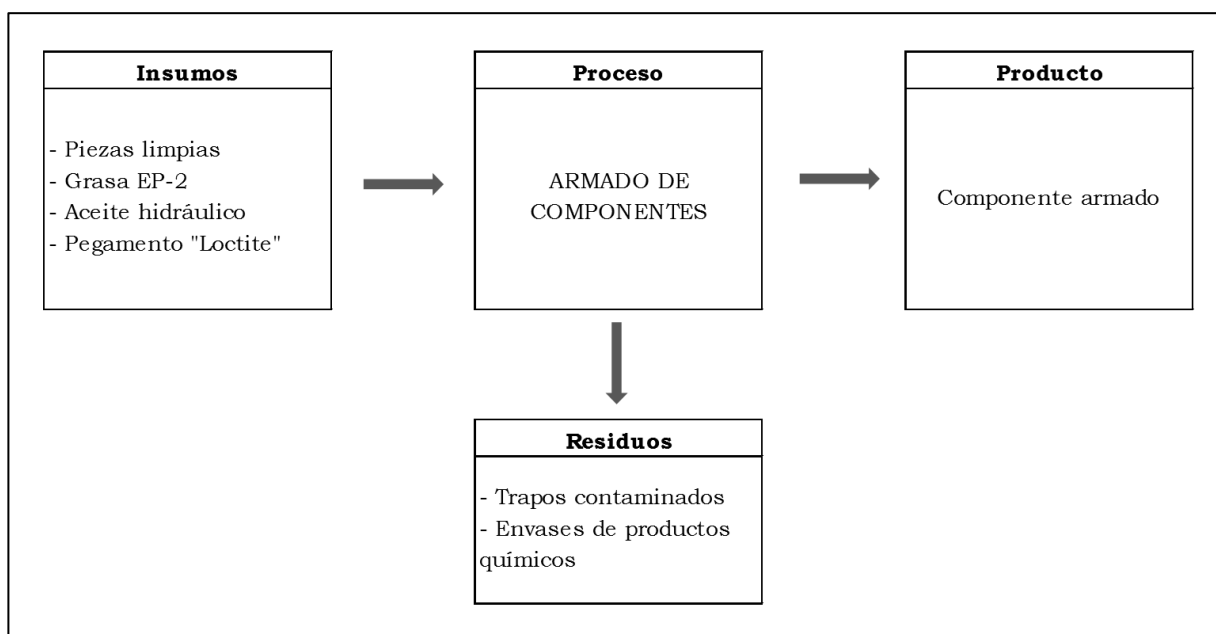 Insumos
- Piezas limpias
- Grasa EP-2
- Aceite hidráulico
- Pegamento "Loctite"
Proceso
ARMADO DE
COMPONENTES
Producto
Componente armado
Residuos
- Trapos contaminados
- Envases de productos
químicos